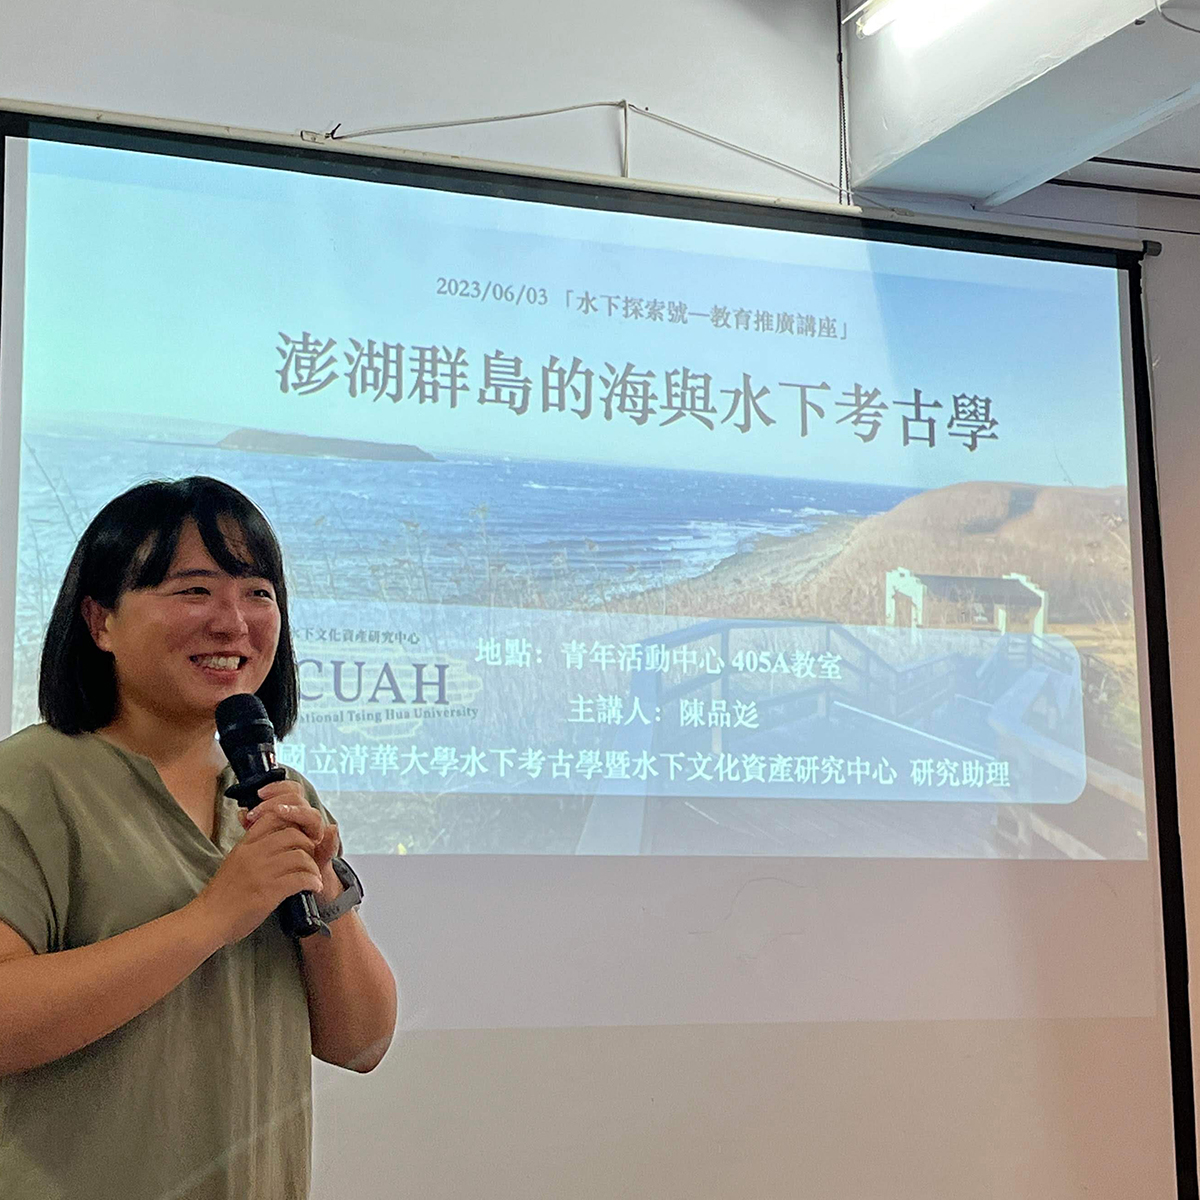 2023/06/03「水下探索號—教育推廣講座」
澎湖群島的海與水下考古學
水下文化資產研究中心
CUAH
National Tsing Hua University
地點：青年活動中心 405A教室
主講人：陳品彣
國立清華大學水下考古學暨水下文化資產研究中心 研究助理